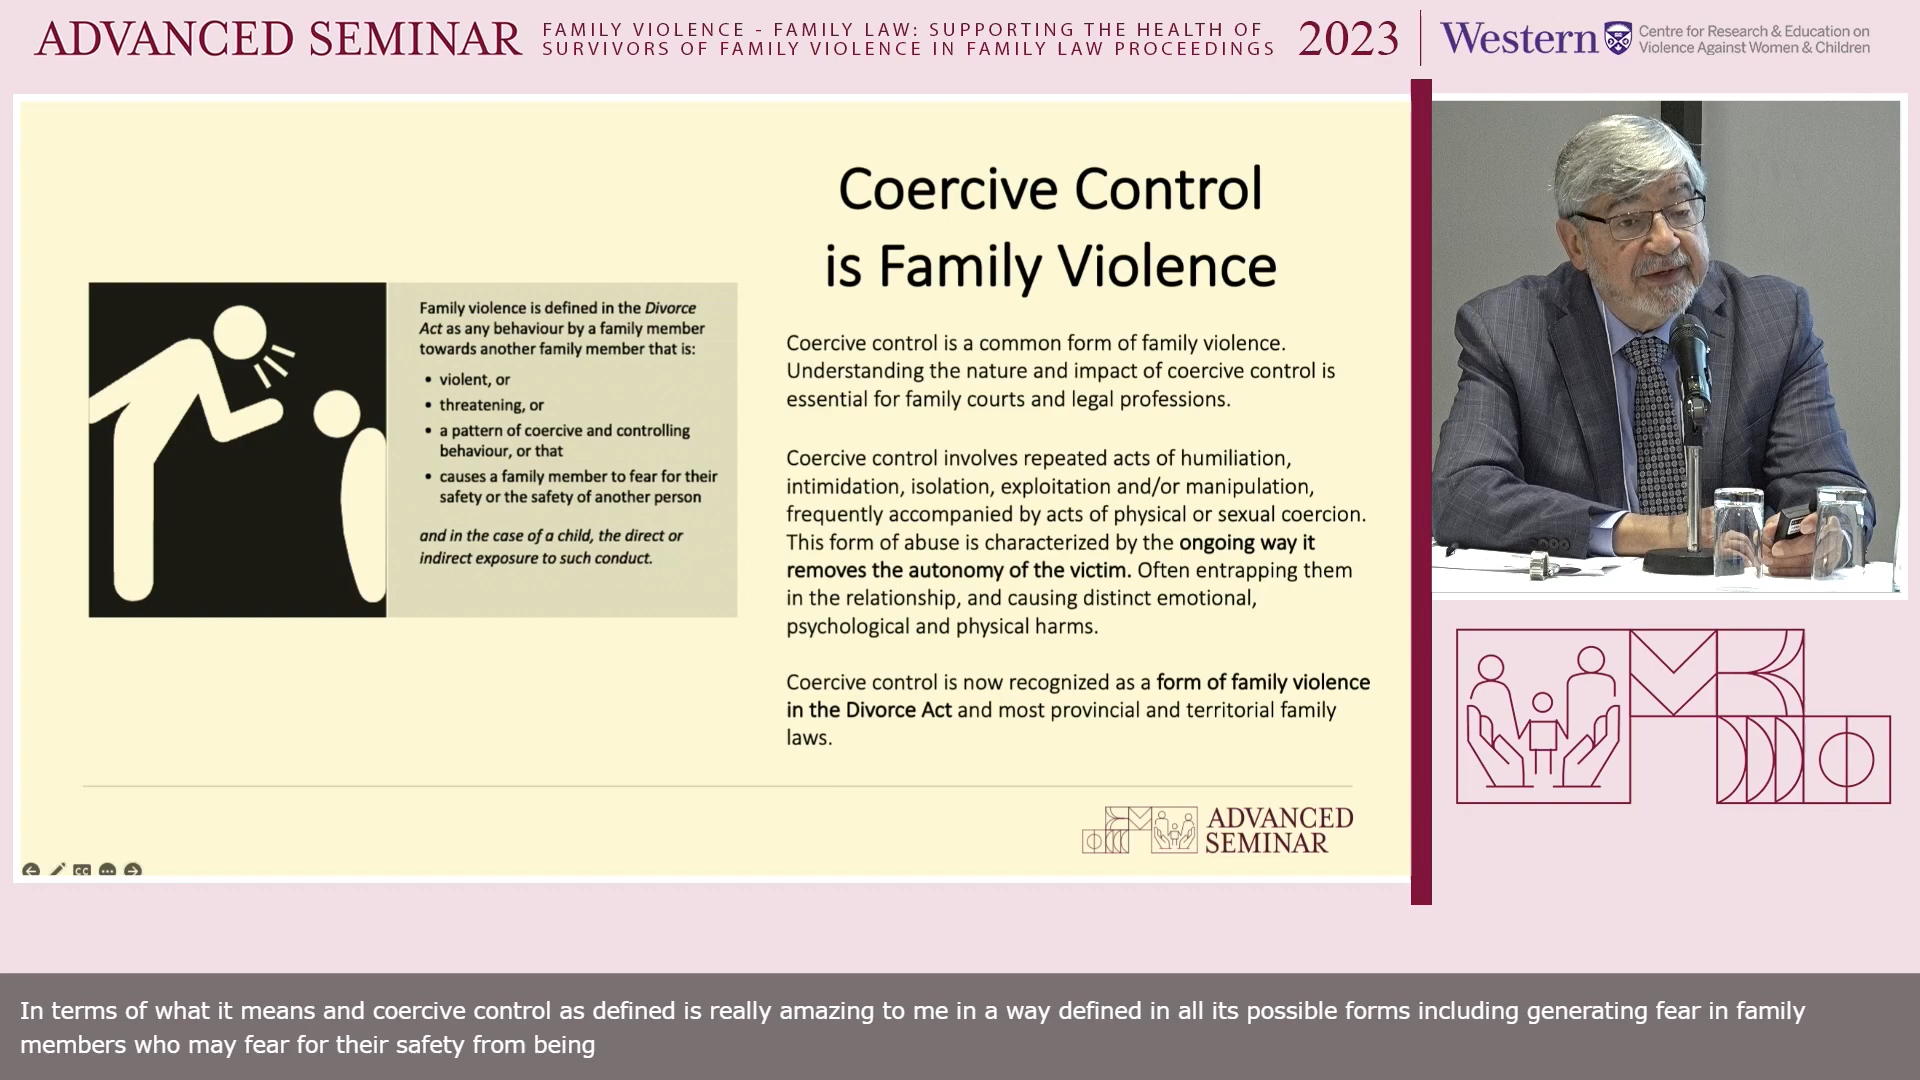 ADVANCED SEMINAR
FAMILY VIOLENCE - FAMILY LAW: SUPPORTING THE HEALTH OF
SURVIVORS OF FAMILY VIOLENCE IN FAMILY LAW PROCEEDINGS
2023
Western
Centre for Research & Education on
Violence Against Women & Children
Family violence is defined in the Divorce
Act as any behaviour by a family member
towards another family member that is:
• violent, or
• threatening, or
• a pattern of coercive and controlling
behaviour, or that
• causes a family member to fear for their
safety or the safety of another person
and in the case of a child, the direct or
indirect exposure to such conduct.
Coercive Control
is Family Violence
Coercive control is a common form of family violence.
Understanding the nature and impact of coercive control is
essential for family courts and legal professions.
Coercive control involves repeated acts of humiliation,
intimidation, isolation, exploitation and/or manipulation,
frequently accompanied by acts of physical or sexual coercion.
This form of abuse is characterized by the ongoing way it
removes the autonomy of the victim. Often entrapping them
in the relationship, and causing distinct emotional,
psychological and physical harms.
Coercive control is now recognized as a form of family violence
in the Divorce Act and most provincial and territorial family
laws.
ADVANCED
SEMINAR
CC
In terms of what it means and coercive control as defined is really amazing to me in a way defined in all its possible forms including generating fear in family
members who may fear for their safety from being